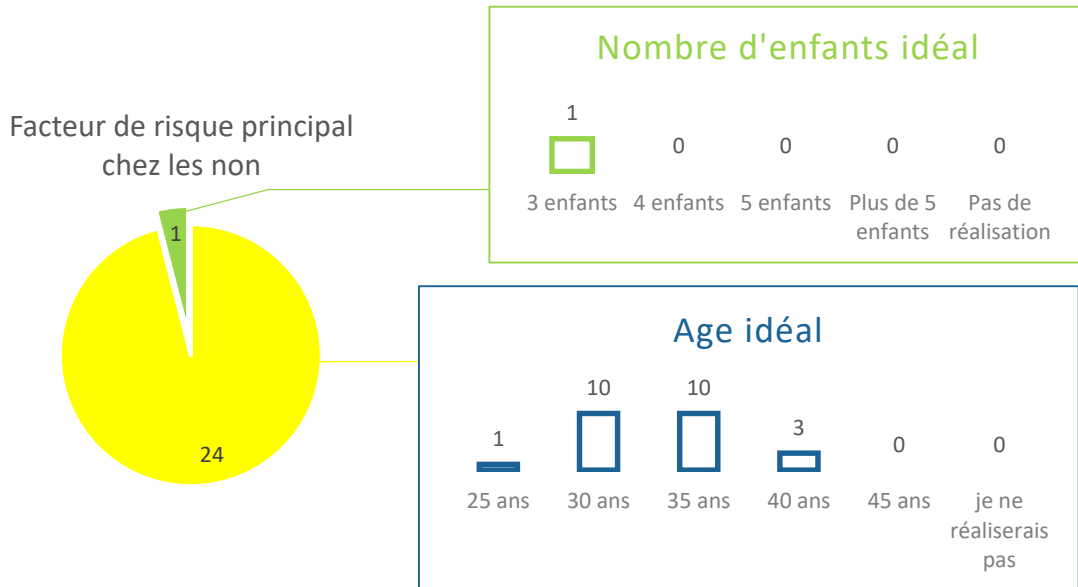 Facteur de risque principal
chez les non
1
24
Nombre d'enfants idéal
1 0 0 0 0
3 enfants 4 enfants 5 enfants Plus de 5 Pas de
enfants réalisation
Age idéal
1 10 10 3 0 0
25 ans 30 ans 35 ans 40 ans 45 ans je ne
réaliserais
pas